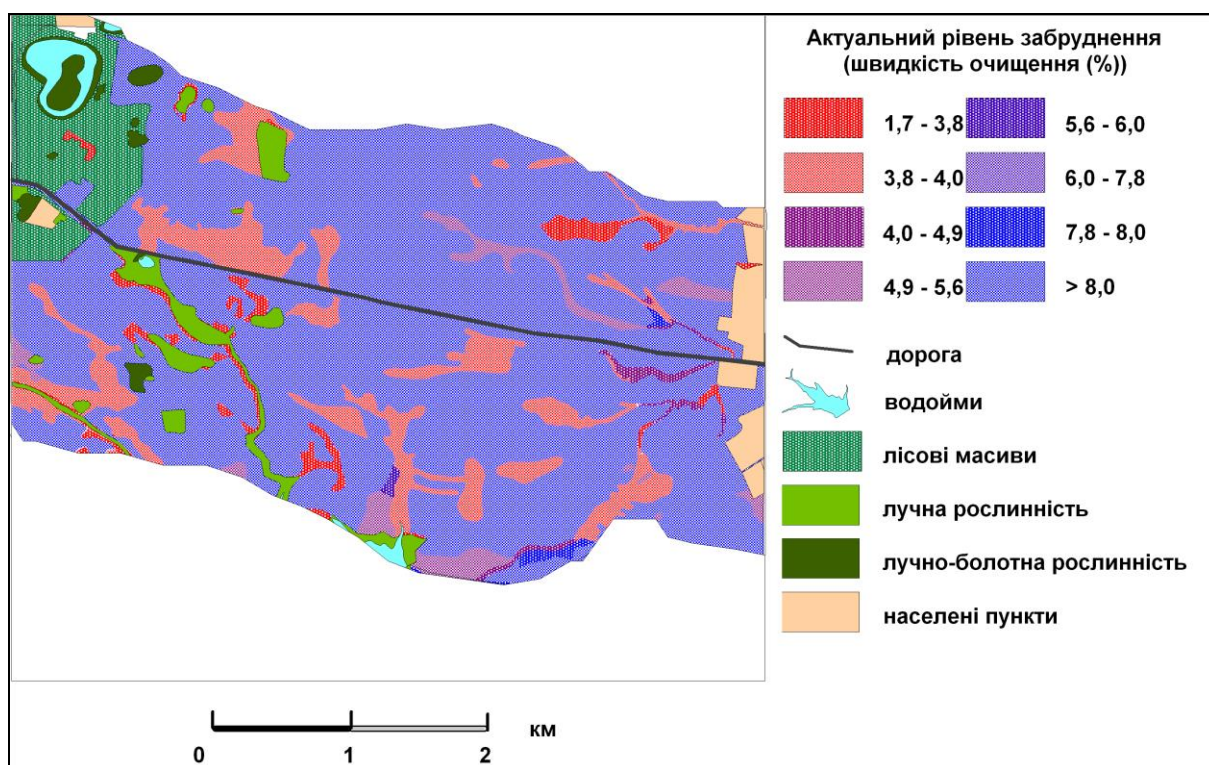 Актуальний рівень забруднення
(швидкість очищення (%))
1,7 - 3,8
5,6 - 6,0
3,8 - 4,0
6,0 - 7,8
4,0 - 4,9
7,8 - 8,0
4,9 - 5,6
> 8,0
дорога
водойми
лісові масиви
лучна рослинність
лучно-болотна рослинність
населені пункти
км
0 1 2